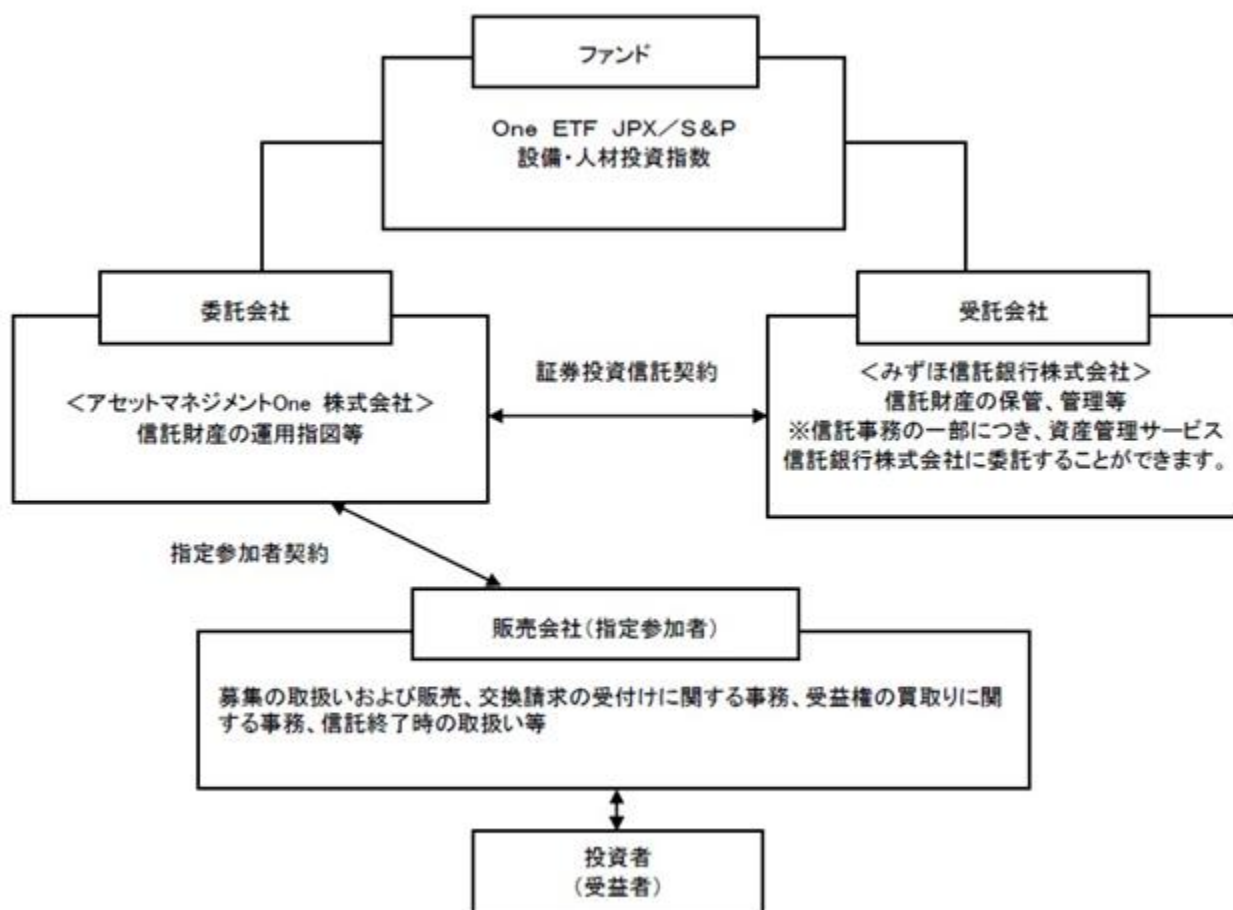 ファンド
One ETF JPX／S＆P
設備・人材投資指数
委託会社
＜アセットマネジメントOne 株式会社＞
信託財産の運用指図等
証券投資信託契約
受託会社
＜みずほ信託銀行株式会社＞
信託財産の保管、管理等
※信託事務の一部につき、資産管理サービス
信託銀行株式会社に委託することができます。
指定参加者契約
販売会社（指定参加者）
募集の取扱いおよび販売、交換請求の受付けに関する事務、受益権の買取りに関
する事務、信託終了時の取扱い等
投資者
（受益者）